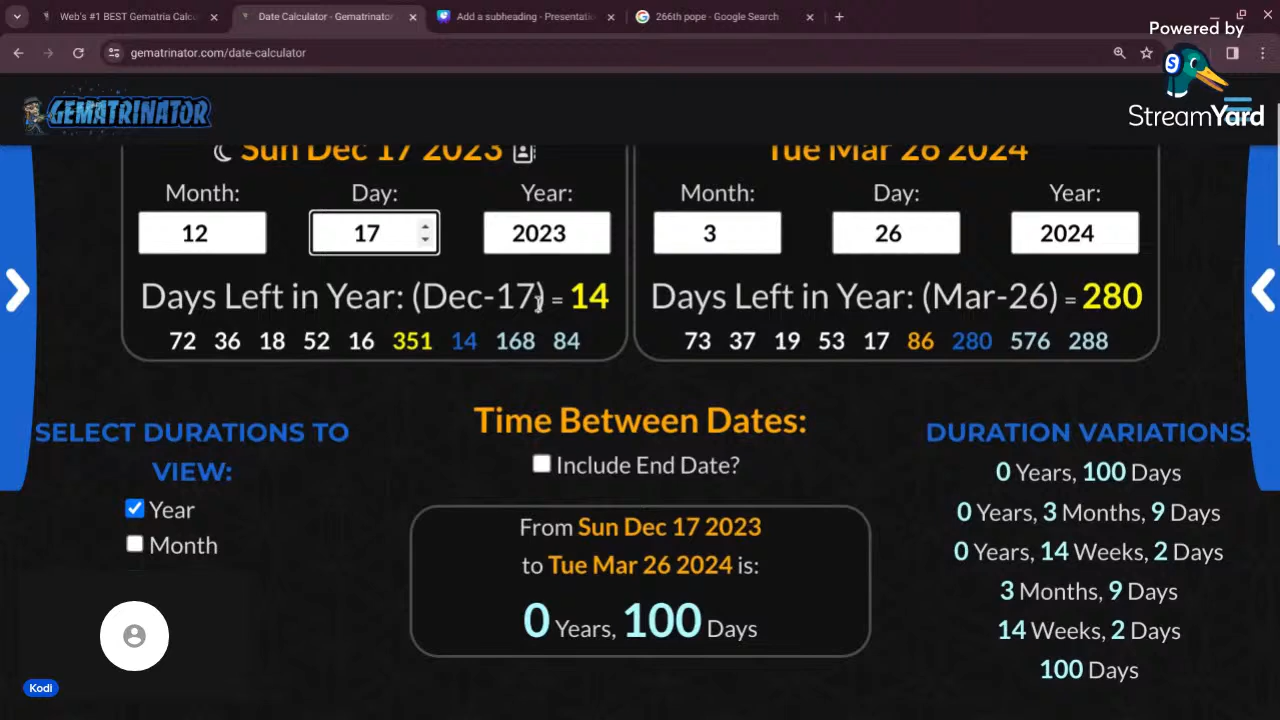 Web's #1 BEST Gematria Calcu
Date Calculator - Gematrinator
Add a subheading - Presentatio
266th pope - Google Search
gematrinator.com/date-calculator
Powered by
StreamYard
GEMATRINATOR
Sun Dec 17 2023
Tue Mar 26 2024
Month: Day: Year:
Month: Day: Year:
12 17 2023
3 26 2024
Days Left in Year: (Dec-17) = 14
Days Left in Year: (Mar-26) = 280
72 36 18 52 16 351 14 168 84
73 37 19 53 17 86 280 576 288
SELECT DURATIONS TO
VIEW:
Year
Month
Time Between Dates:
Include End Date?
From Sun Dec 17 2023
to Tue Mar 26 2024 is:
0 Years, 100 Days
DURATION VARIATIONS:
0 Years, 100 Days
0 Years, 3 Months, 9 Days
0 Years, 14 Weeks, 2 Days
3 Months, 9 Days
14 Weeks, 2 Days
100 Days
Kodi